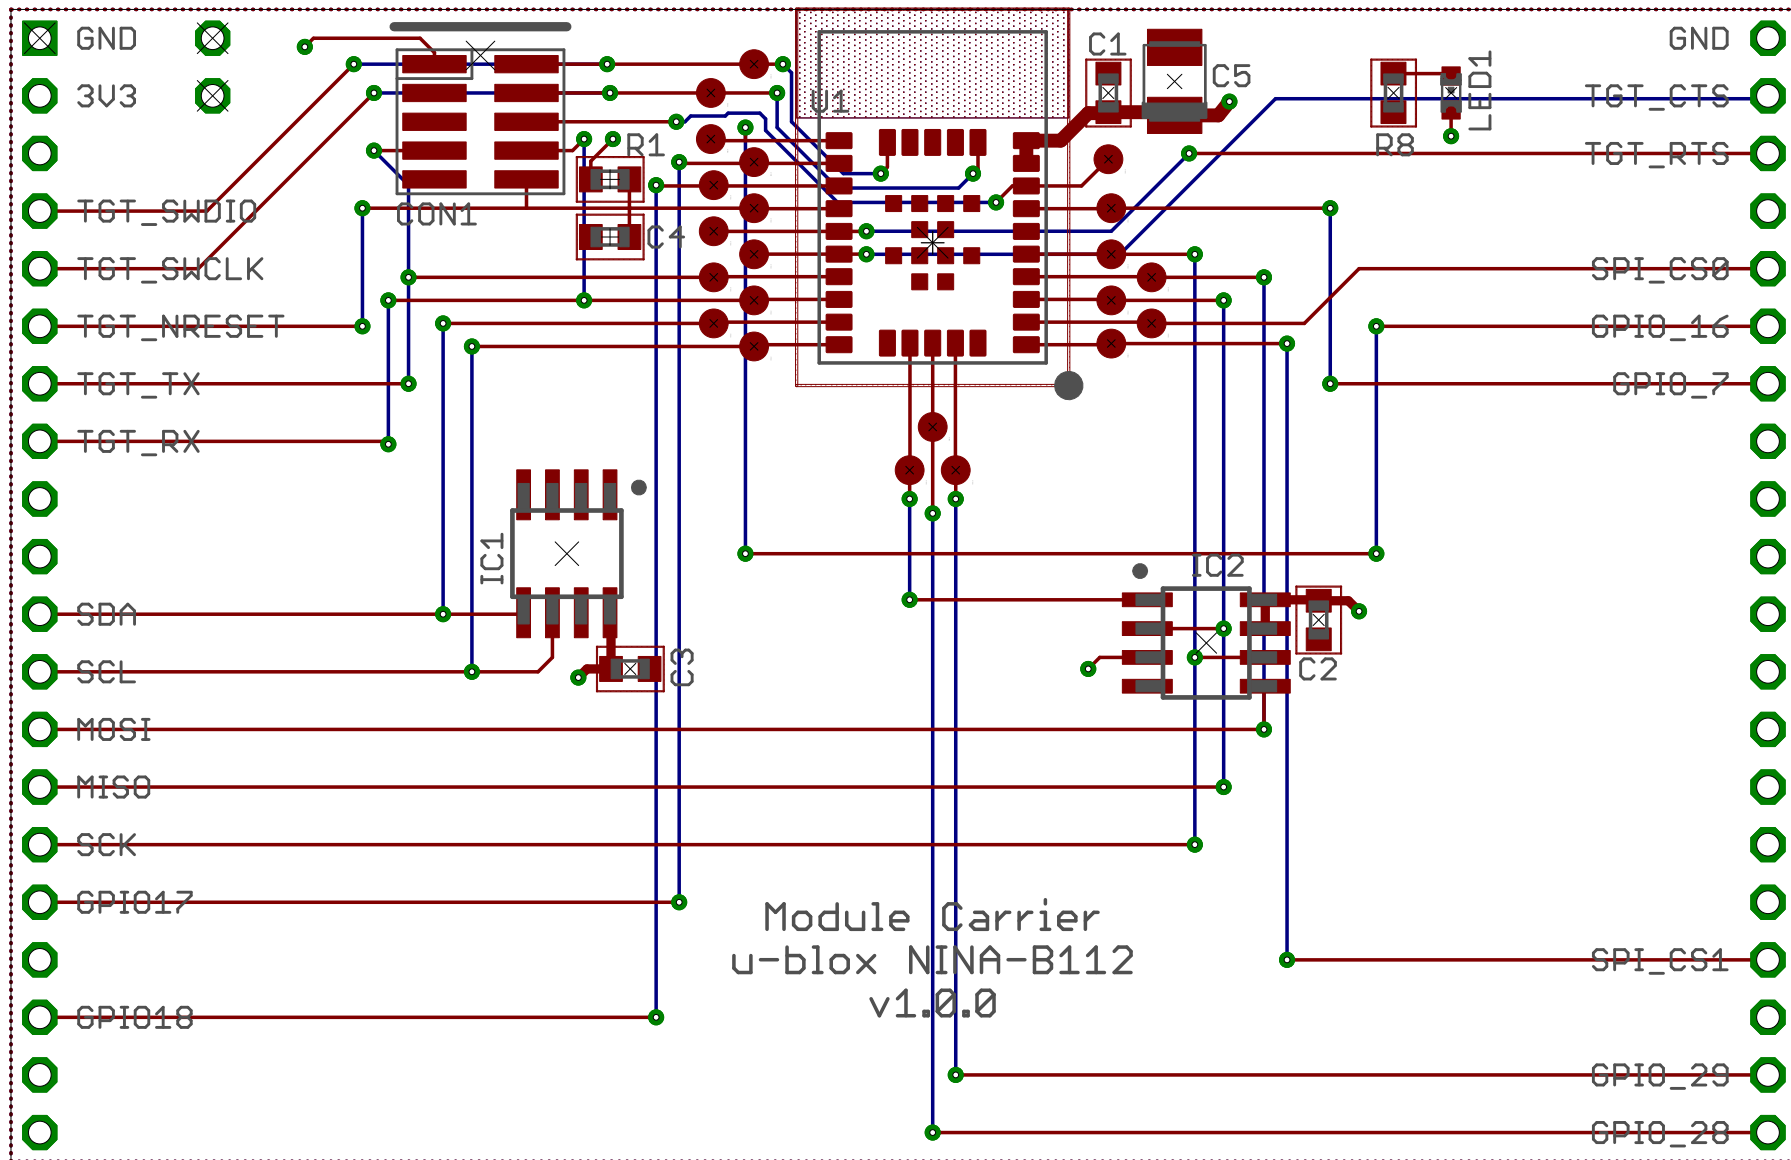 GND
3V3
TGT_SWDIO
TGT_SWCLK
TGT_NRESET
TGT_TX
TGT_RX
SDA
SCL
MOSI
MISO
SCK
GPIO17
GPIO18
CON1
R1
C4
U1
C1
C5
R8
LED1
IC1
C3
IC2
C2
GND
TGT_CTS
TGT_RTS
SPI_CS0
GPIO_16
GPIO_7
SPI_CS1
GPIO_29
GPIO_28
Module Carrier
u-blox NINA-B112
v1.0.0